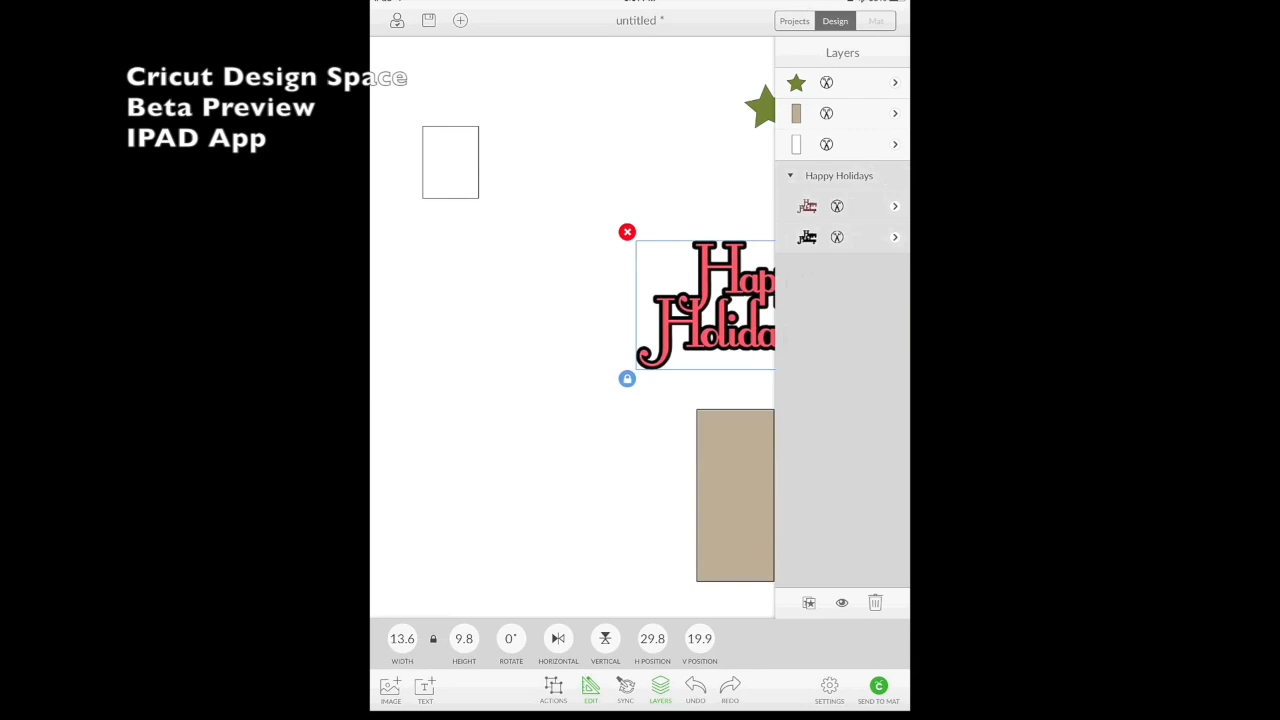 untitled *
Projects
Design
Mat
Cricut Design Space
Beta Preview
IPAD App
Layers
Happy Holidays
Hap
Holida
13.6
9.8
0°
29.8
19.9
WIDTH
HEIGHT
ROTATE
HORIZONTAL
VERTICAL
H POSITION
V POSITION
IMAGE
TEXT
ACTIONS
EDIT
SYNC
LAYERS
UNDO
REDO
SETTINGS
SEND TO MAT